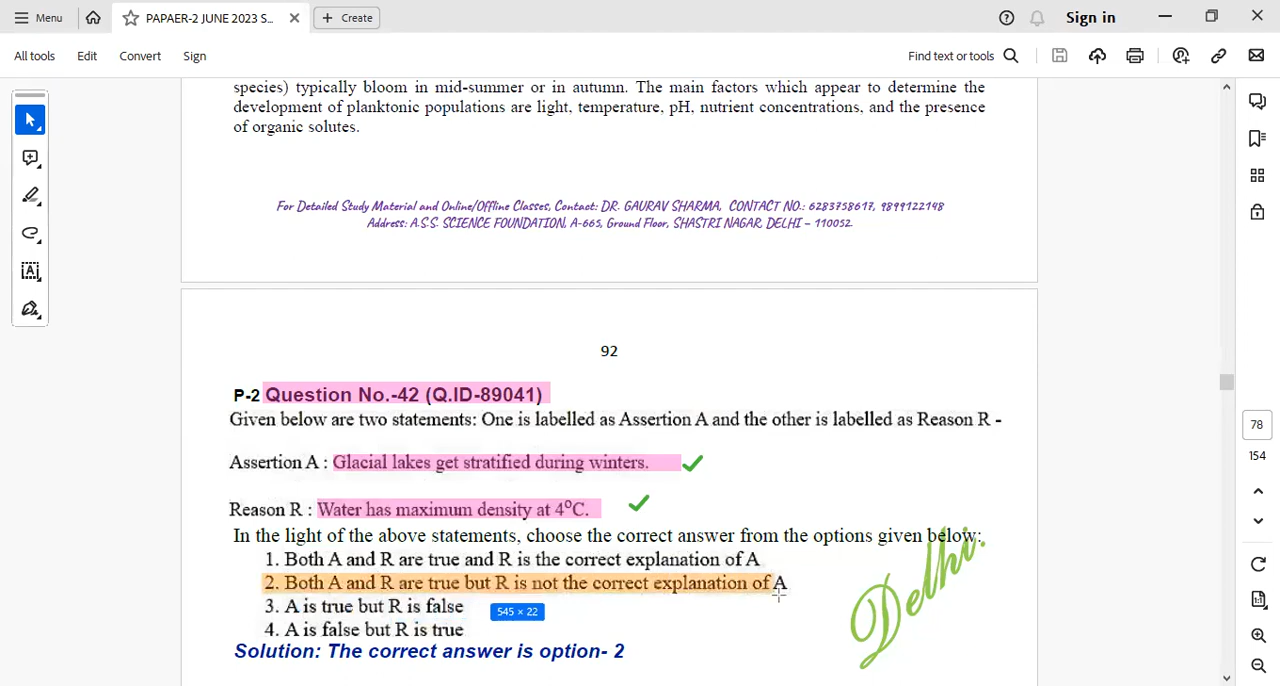 Menu
PAPAER-2 JUNE 2023 S...
Create
Sign in
All tools
Edit
Convert
Sign
Find text or tools
species) typically bloom in mid-summer or in autumn. The main factors which appear to determine the
development of planktonic populations are light, temperature, pH, nutrient concentrations, and the presence
of organic solutes.
For Detailed Study Material and Online/Offline Classes, Contact: DR. GAURAV SHARMA, CONTACT NO.: 6283758617, 9899122148
Address: A.S.S. SCIENCE FOUNDATION, A-665, Ground Floor, SHASTRI NAGAR, DELHI – 110052.
92
P-2 Question No.-42 (Q.ID-89041)
Given below are two statements: One is labelled as Assertion A and the other is labelled as Reason R -
Assertion A : Glacial lakes get stratified during winters.
Reason R : Water has maximum density at 4°C.
In the light of the above statements, choose the correct answer from the options given below:
1. Both A and R are true and R is the correct explanation of A
2. Both A and R are true but R is not the correct explanation of A
3. A is true but R is false
545 × 22
4. A is false but R is true
Solution: The correct answer is option- 2
Delhi.
78
154